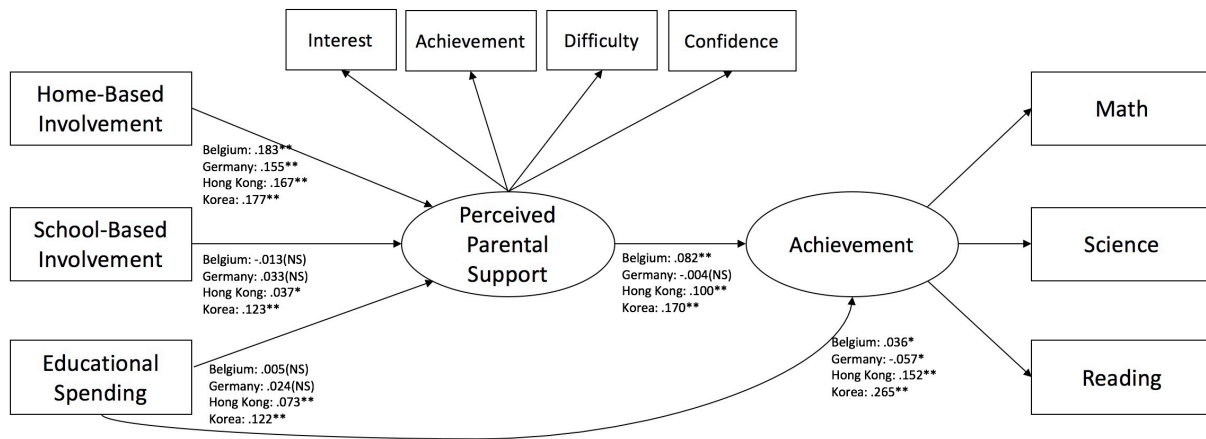 Interest
Achievement
Difficulty
Confidence
Home-Based
Involvement
Belgium: .183**
Germany: .155**
Hong Kong: .167**
Korea: .177**
School-Based
Involvement
Belgium: -.013(NS)
Germany: .033(NS)
Hong Kong: .037*
Korea: .123**
Educational
Spending
Belgium: .005(NS)
Germany: .024(NS)
Hong Kong: .073**
Korea: .122**
Perceived
Parental
Support
Belgium: .082**
Germany: -.004(NS)
Hong Kong: .100**
Korea: .170**
Achievement
Belgium: .036*
Germany: -.057*
Hong Kong: .152**
Korea: .265**
Math
Science
Reading